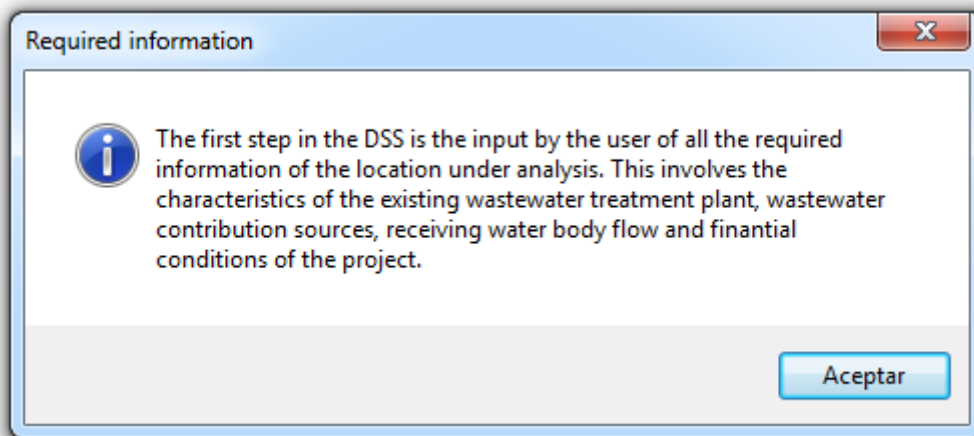 Required information
The first step in the DSS is the input by the user of all the required
information of the location under analysis. This involves the
characteristics of the existing wastewater treatment plant, wastewater
contribution sources, receiving water body flow and finantial
conditions of the project.
Aceptar